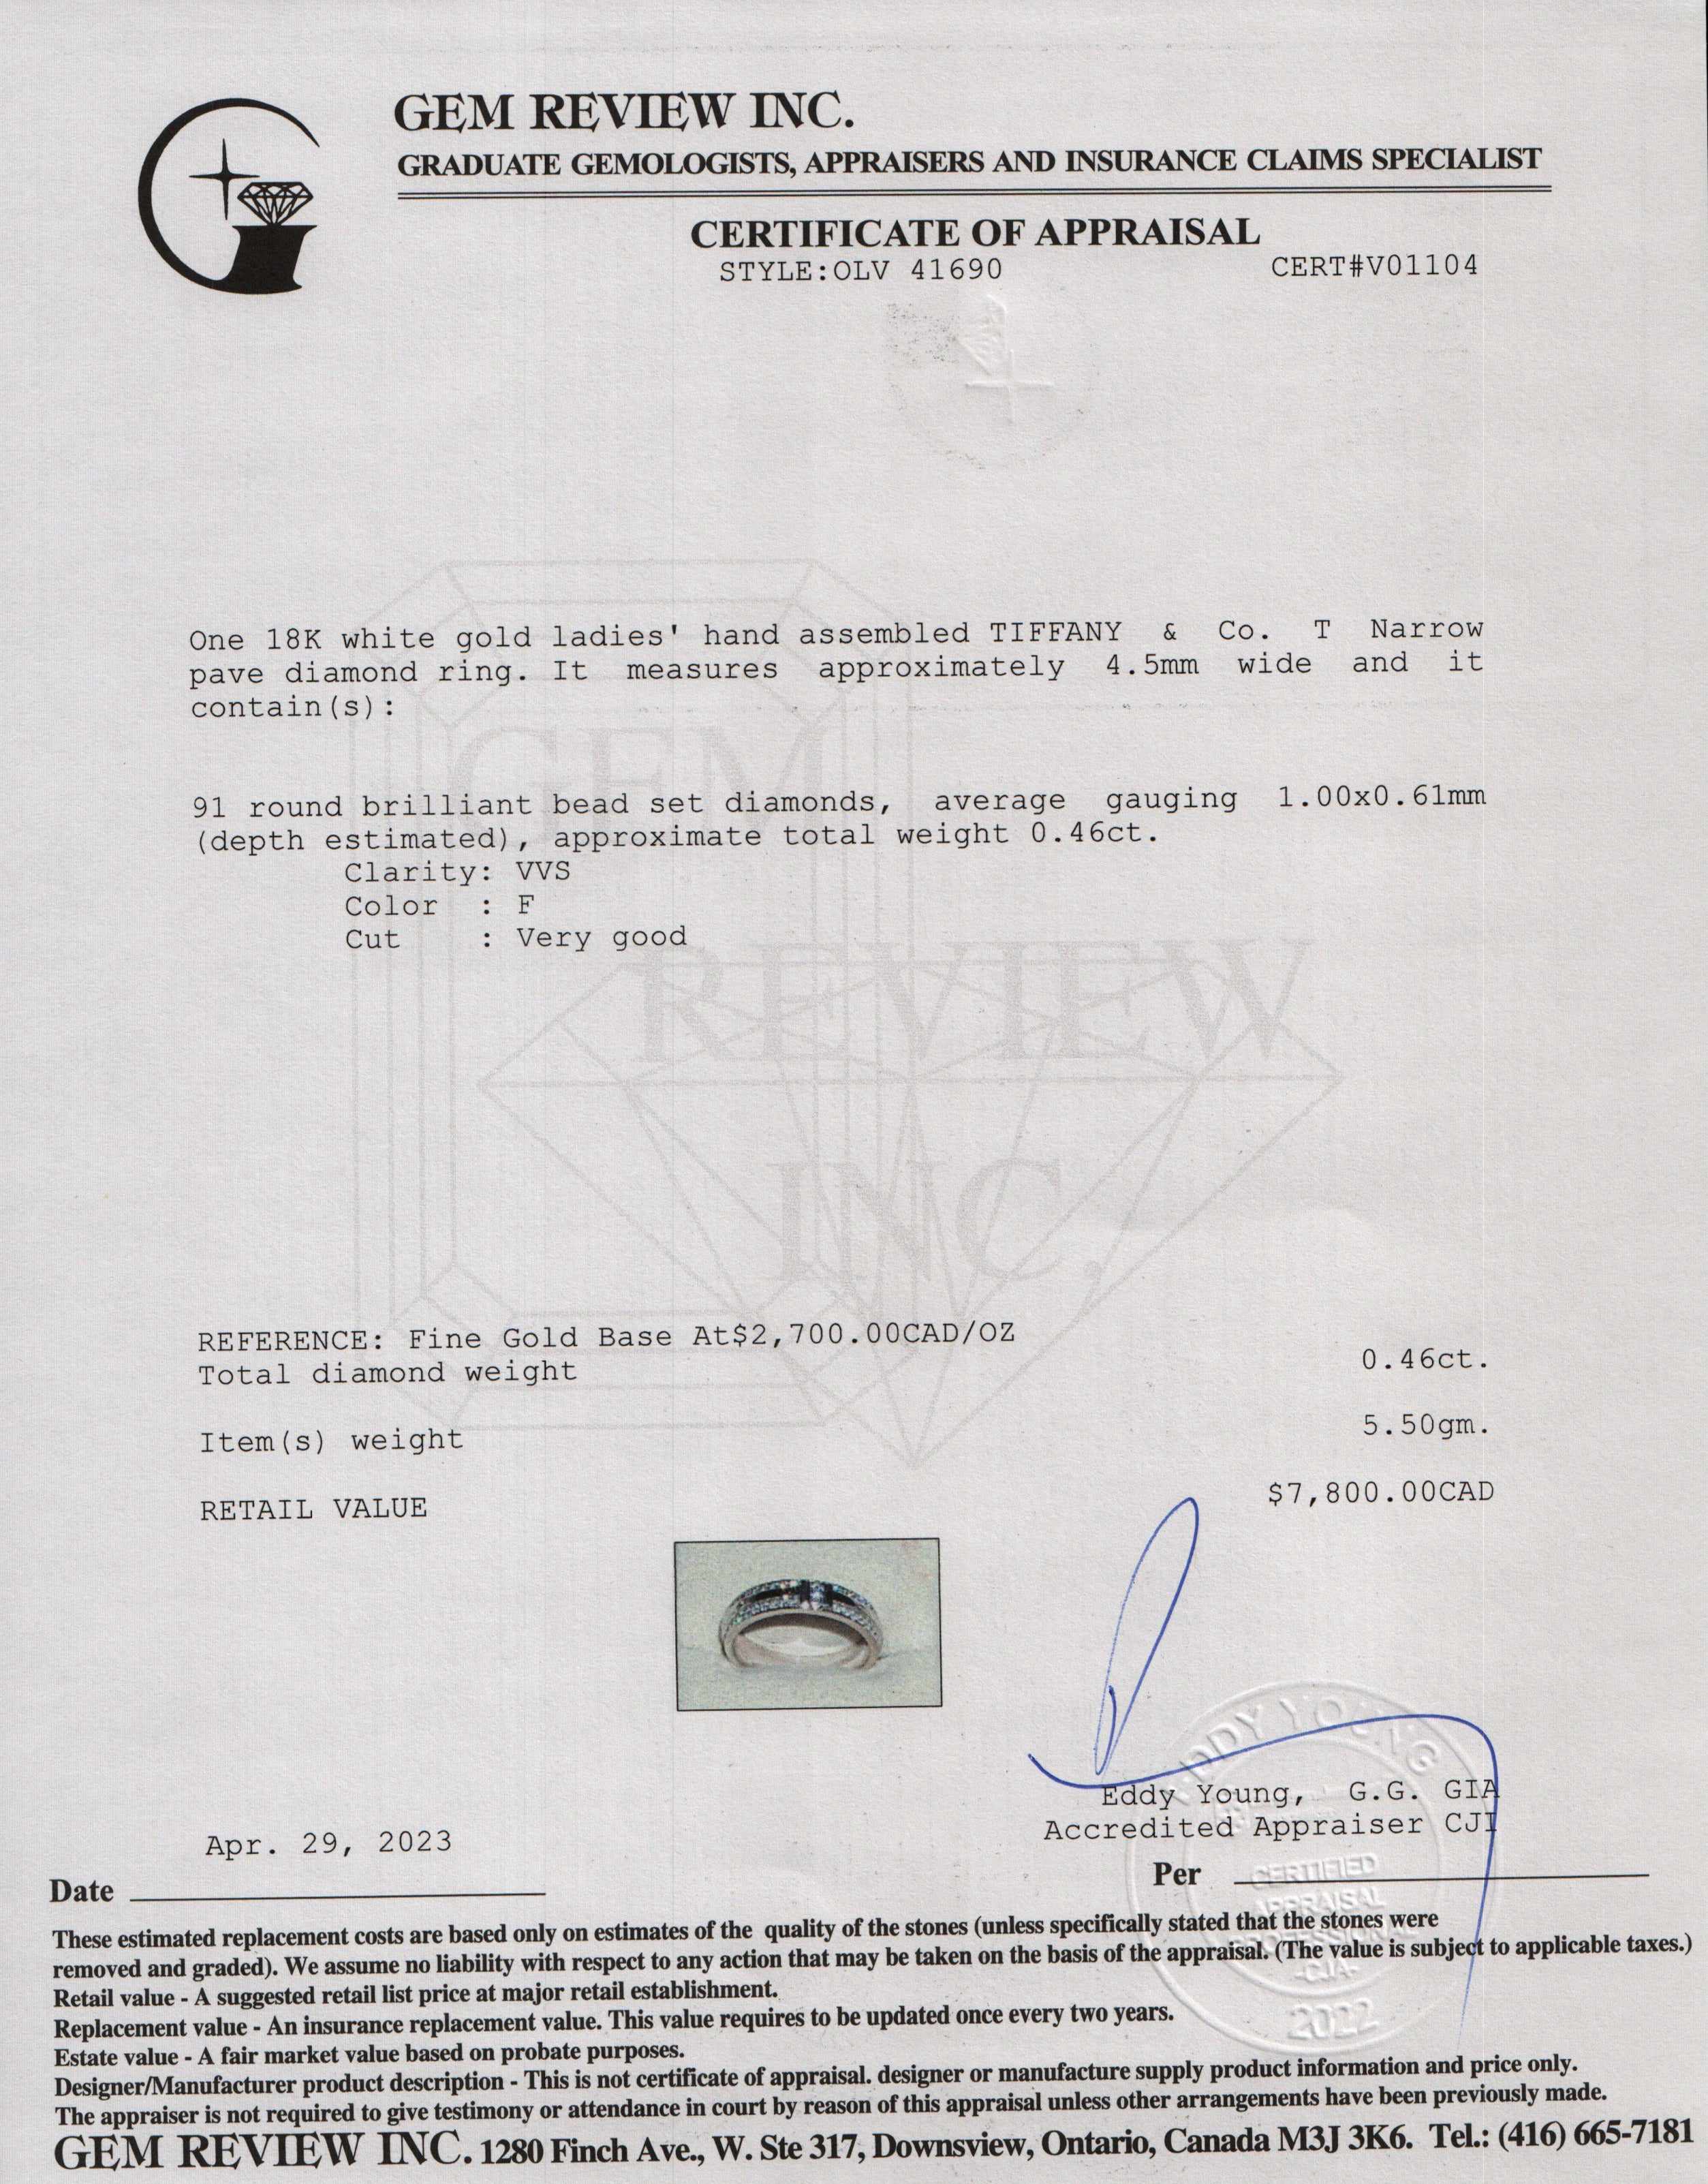 GEM REVIEW INC.
GRADUATE GEMOLOGISTS, APPRAISERS AND INSURANCE CLAIMS SPECIALIST
CERTIFICATE OF APPRAISAL
STYLE:OLV 41690
CERT#V01104
One 18K white gold ladies' hand assembled TIFFANY & Co. T Narrow
pave diamond ring. It measures approximately 4.5mm wide and it
contain(s):
91 round brilliant bead set diamonds, average gauging 1.00x0.61mm
(depth estimated), approximate total weight 0.46ct.
Clarity: VVS
Color : F
Cut : Very good
GEM
REVIEW
INC.
REFERENCE: Fine Gold Base At$2,700.00CAD/OZ
Total diamond weight 0.46ct.
Item(s) weight 5.50gm.
RETAIL VALUE $7,800.00CAD
EDDY YOUNG
Eddy Young, G.G. GIA
Accredited Appraiser CJI
Apr. 29, 2023
Date
Per
CERTIFIED
APPRAISAL
PROFESSIONAL
-CJA-
2022
These estimated replacement costs are based only on estimates of the quality of the stones (unless specifically stated that the stones were
removed and graded). We assume no liability with respect to any action that may be taken on the basis of the appraisal. (The value is subject to applicable taxes.)
Retail value - A suggested retail list price at major retail establishment.
Replacement value - An insurance replacement value. This value requires to be updated once every two years.
Estate value - A fair market value based on probate purposes.
Designer/Manufacturer product description - This is not certificate of appraisal. designer or manufacture supply product information and price only.
The appraiser is not required to give testimony or attendance in court by reason of this appraisal unless other arrangements have been previously made.
GEM REVIEW INC. 1280 Finch Ave., W. Ste 317, Downsview, Ontario, Canada M3J 3K6. Tel.: (416) 665-7181